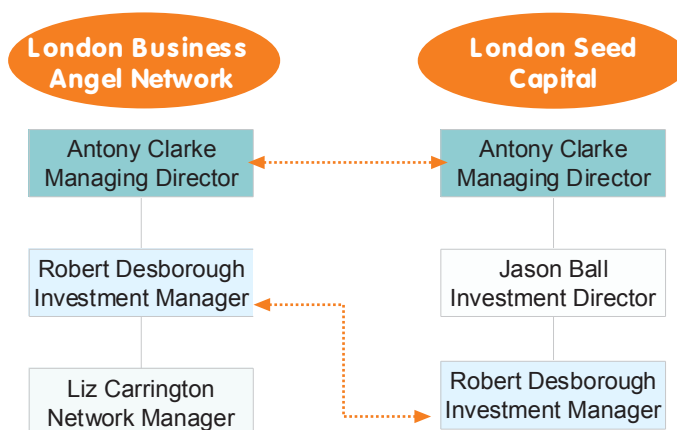 London Business
Angel Network
London Seed
Capital
Antony Clarke
Managing Director
Antony Clarke
Managing Director
Robert Desborough
Investment Manager
Jason Ball
Investment Director
Liz Carrington
Network Manager
Robert Desborough
Investment Manager